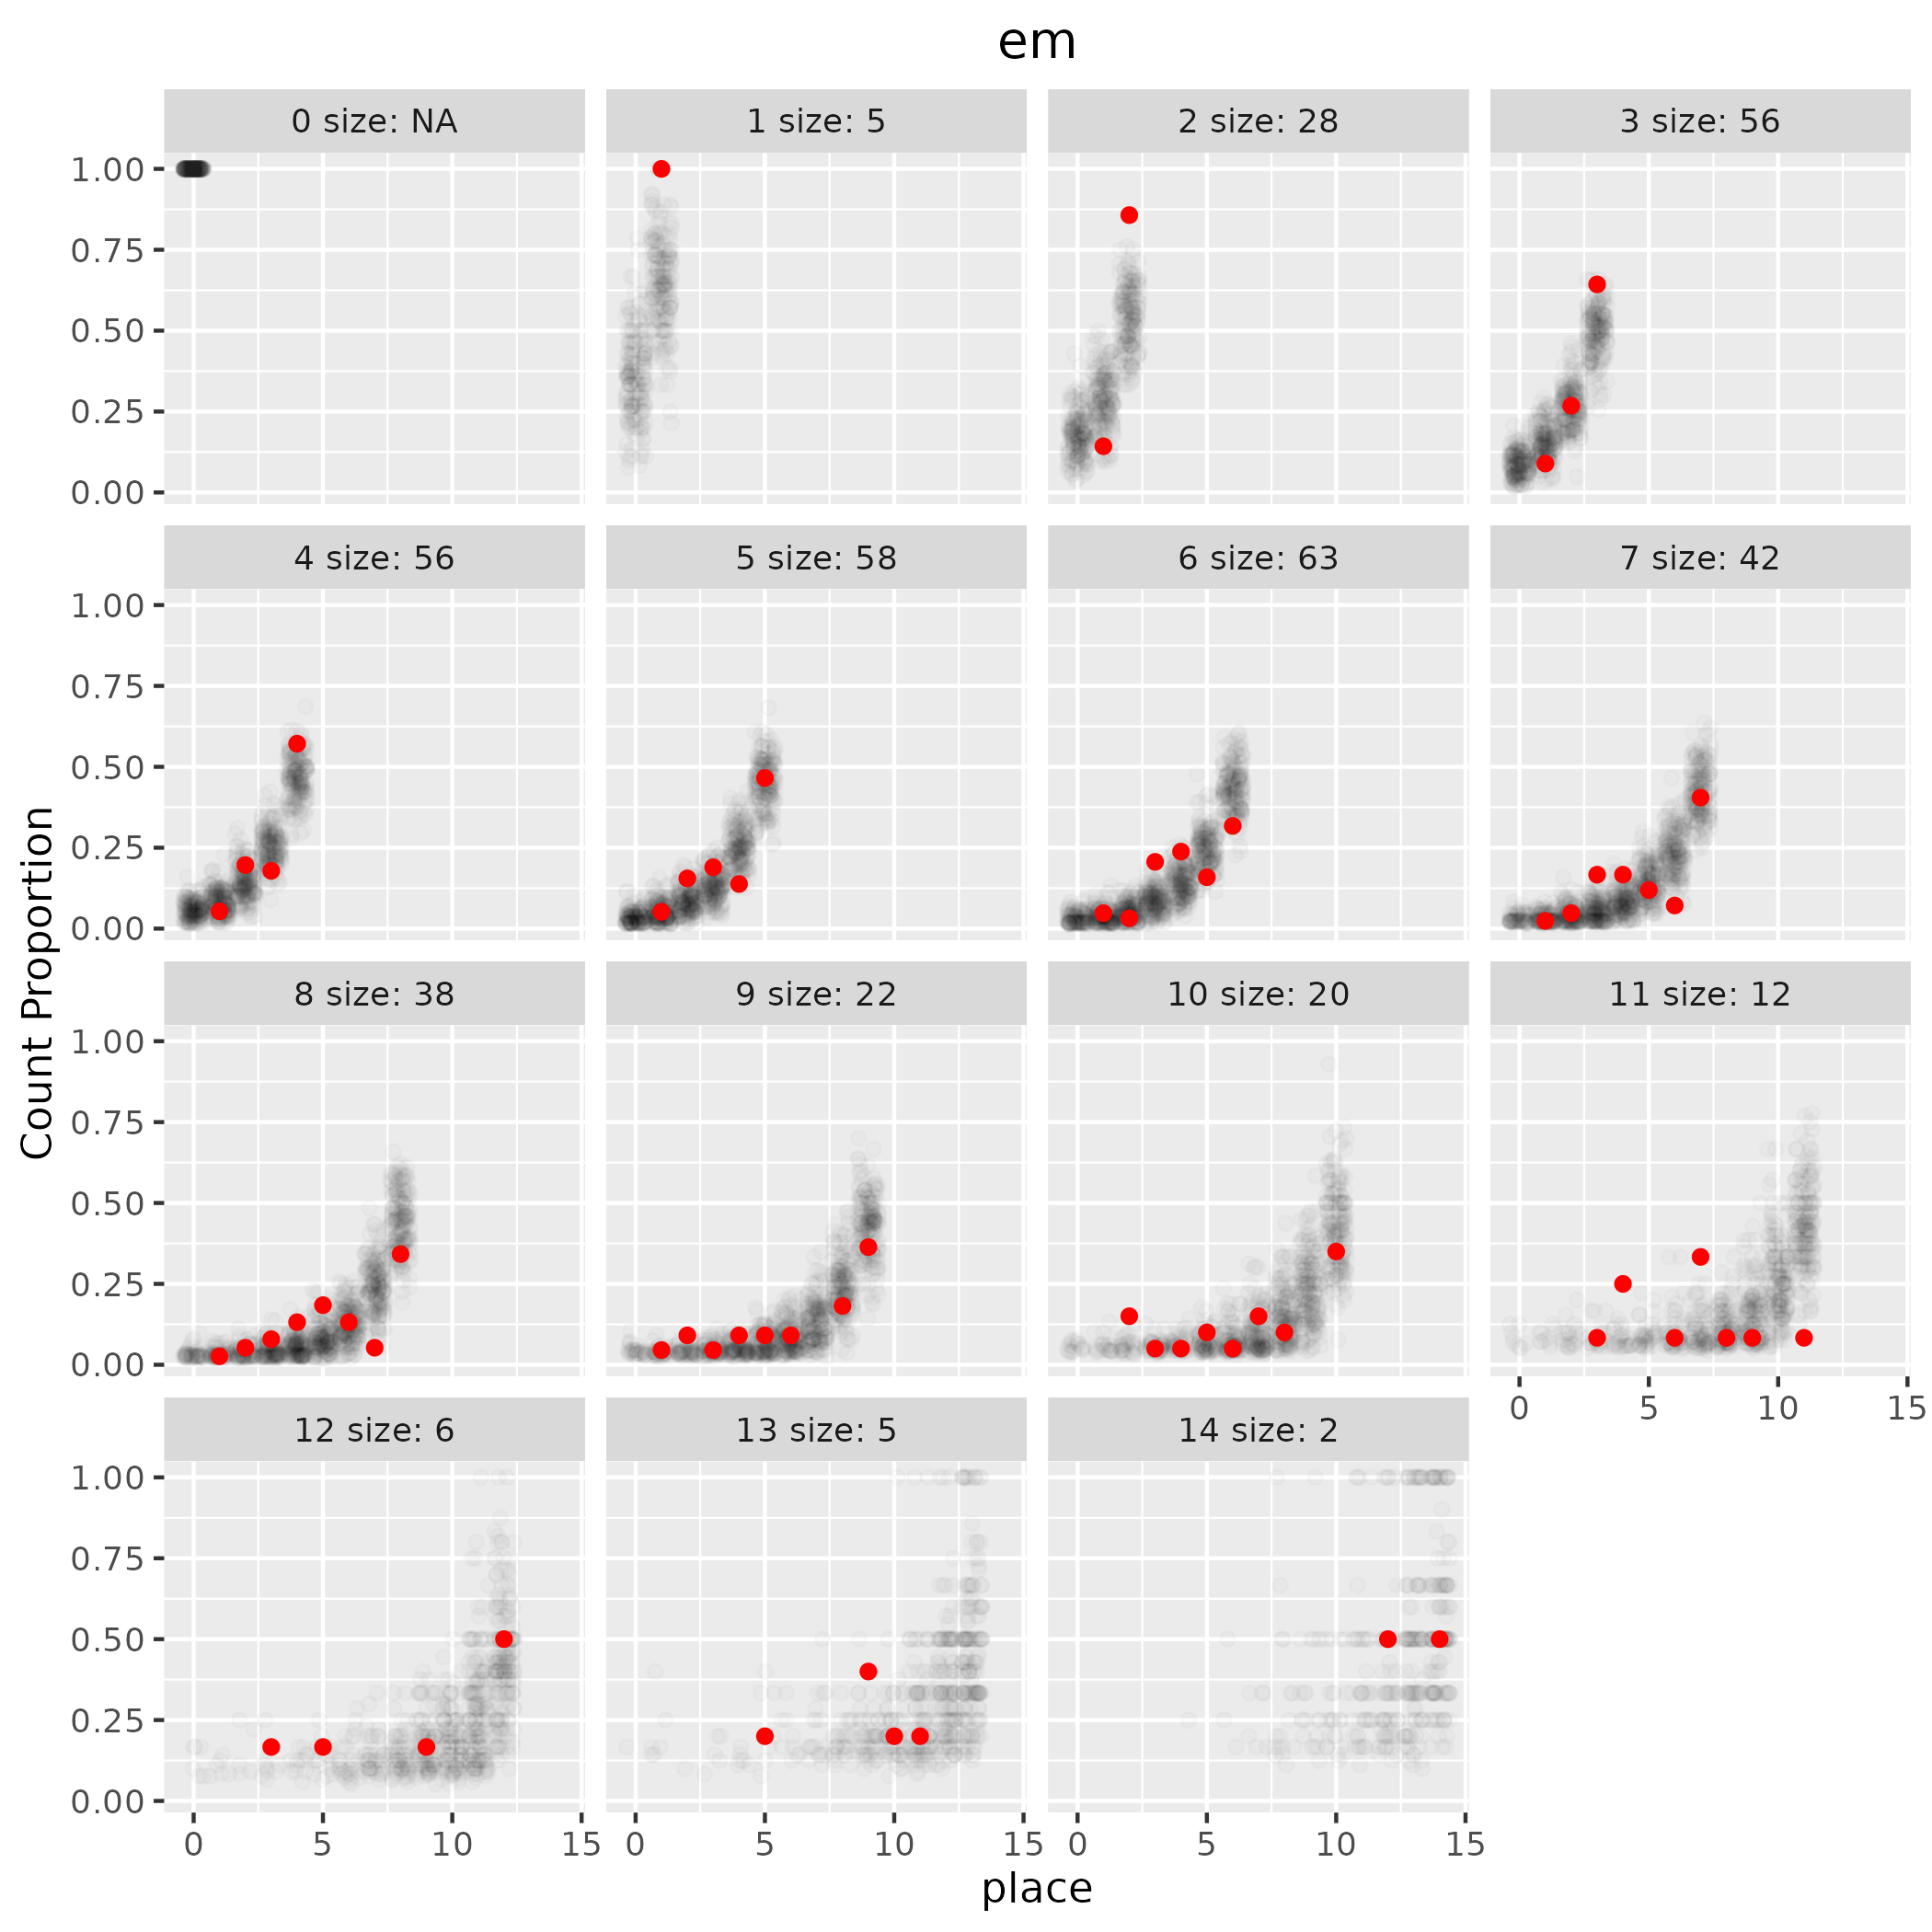 em
0 size: NA
1 size: 5
2 size: 28
3 size: 56
1.00
0.75
0.50
0.25
0.00
4 size: 56
5 size: 58
6 size: 63
7 size: 42
1.00
0.75
0.50
0.25
0.00
Count Proportion
8 size: 38
9 size: 22
10 size: 20
11 size: 12
1.00
0.75
0.50
0.25
0.00
0 5 10 15
12 size: 6
13 size: 5
14 size: 2
1.00
0.75
0.50
0.25
0.00
0 5 10 15
0 5 10 15
0 5 10 15
place